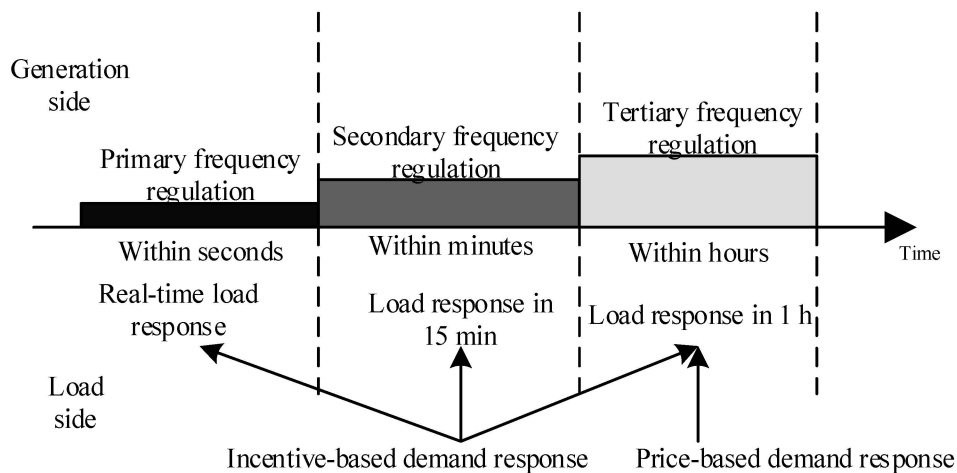 Generation
side
Primary frequency
regulation
Secondary frequency
regulation
Tertiary frequency
regulation
Within seconds
Within minutes
Within hours
Time
Real-time load
response
Load response in
15 min
Load response in 1 h
Load
side
Incentive-based demand response
Price-based demand response